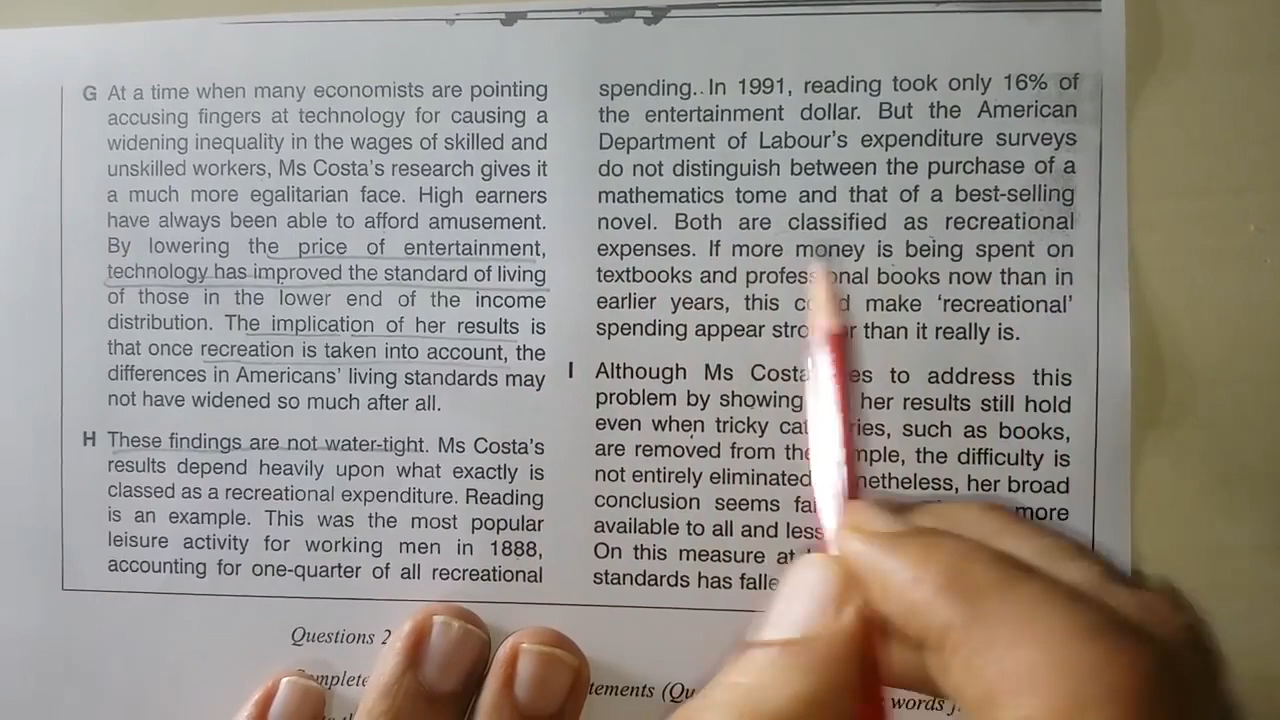 G At a time when many economists are pointing
accusing fingers at technology for causing a
widening inequality in the wages of skilled and
unskilled workers, Ms Costa's research gives it
a much more egalitarian face. High earners
have always been able to afford amusement.
By lowering the price of entertainment,
technology has improved the standard of living
of those in the lower end of the income
distribution. The implication of her results is
that once recreation is taken into account, the
differences in Americans' living standards may
not have widened so much after all.
H These findings are not water-tight. Ms Costa's
results depend heavily upon what exactly is
classed as a recreational expenditure. Reading
is an example. This was the most popular
leisure activity for working men in 1888,
accounting for one-quarter of all recreational
spending.. In 1991, reading took only 16% of
the entertainment dollar. But the American
Department of Labour's expenditure surveys
do not distinguish between the purchase of a
mathematics tome and that of a best-selling
novel. Both are classified as recreational
expenses. If more money is being spent on
textbooks and professional books now than in
earlier years, this could make 'recreational'
spending appear stronger than it really is.
I Although Ms Costa to address this
problem by showing her results still hold
even when tricky categories, such as books,
are removed from the sample, the difficulty is
not entirely eliminated. Nonetheless, her broad
conclusion seems more
available to all and less
On this measure at
standards has
Questions 2